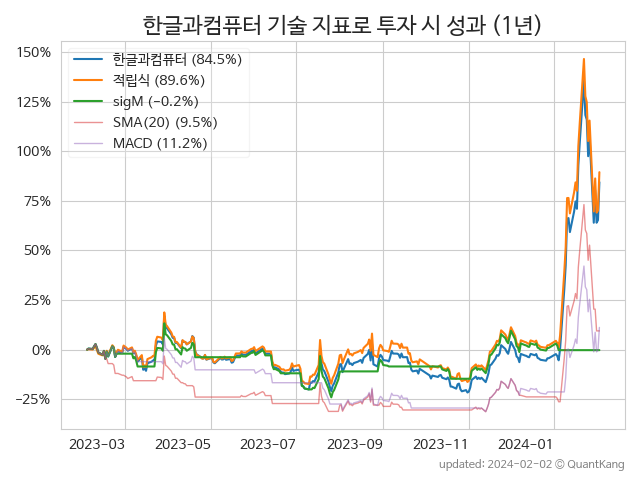 한글과컴퓨터 기술 지표로 투자 시 성과 (1년)
150%
125%
100%
75%
50%
25%
0%
−25%
한글과컴퓨터 (84.5%)
적립식 (89.6%)
sigM (−0.2%)
SMA(20) (9.5%)
MACD (11.2%)
2023−03 2023−05 2023−07 2023−09 2023−11 2024−01
updated: 2024−02−02 © QuantKang